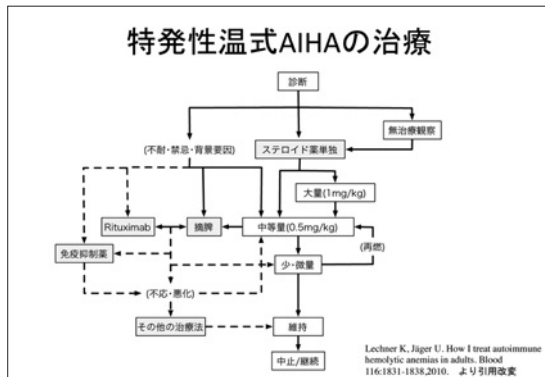 特発性温式AIHAの治療
診断
無治療観察
(不耐・禁忌・背景要因)
ステロイド薬単独
大量(1mg/kg)
Rituximab
摘脾
中等量(0.5mg/kg)
(再燃)
免疫抑制薬
少・微量
(不応・悪化)
その他の治療法
維持
中止/継続
Lechner K, Jäger U. How I treat autoimmune
hemolytic anemias in adults. Blood
116:1831-1838,2010. より引用改変